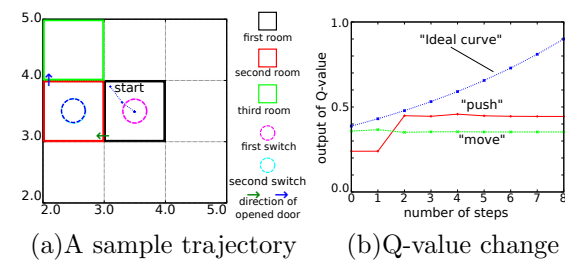 5.0
4.0
3.0
2.0
2.0
3.0
4.0
5.0
start
first room
second room
third room
first switch
second switch
direction of
opened door
(a)A sample trajectory
output of Q-value
1.0
0.5
0.0
0 1 2 3 4 5 6 7 8
number of steps
"Ideal curve"
"push"
"move"
(b)Q-value change